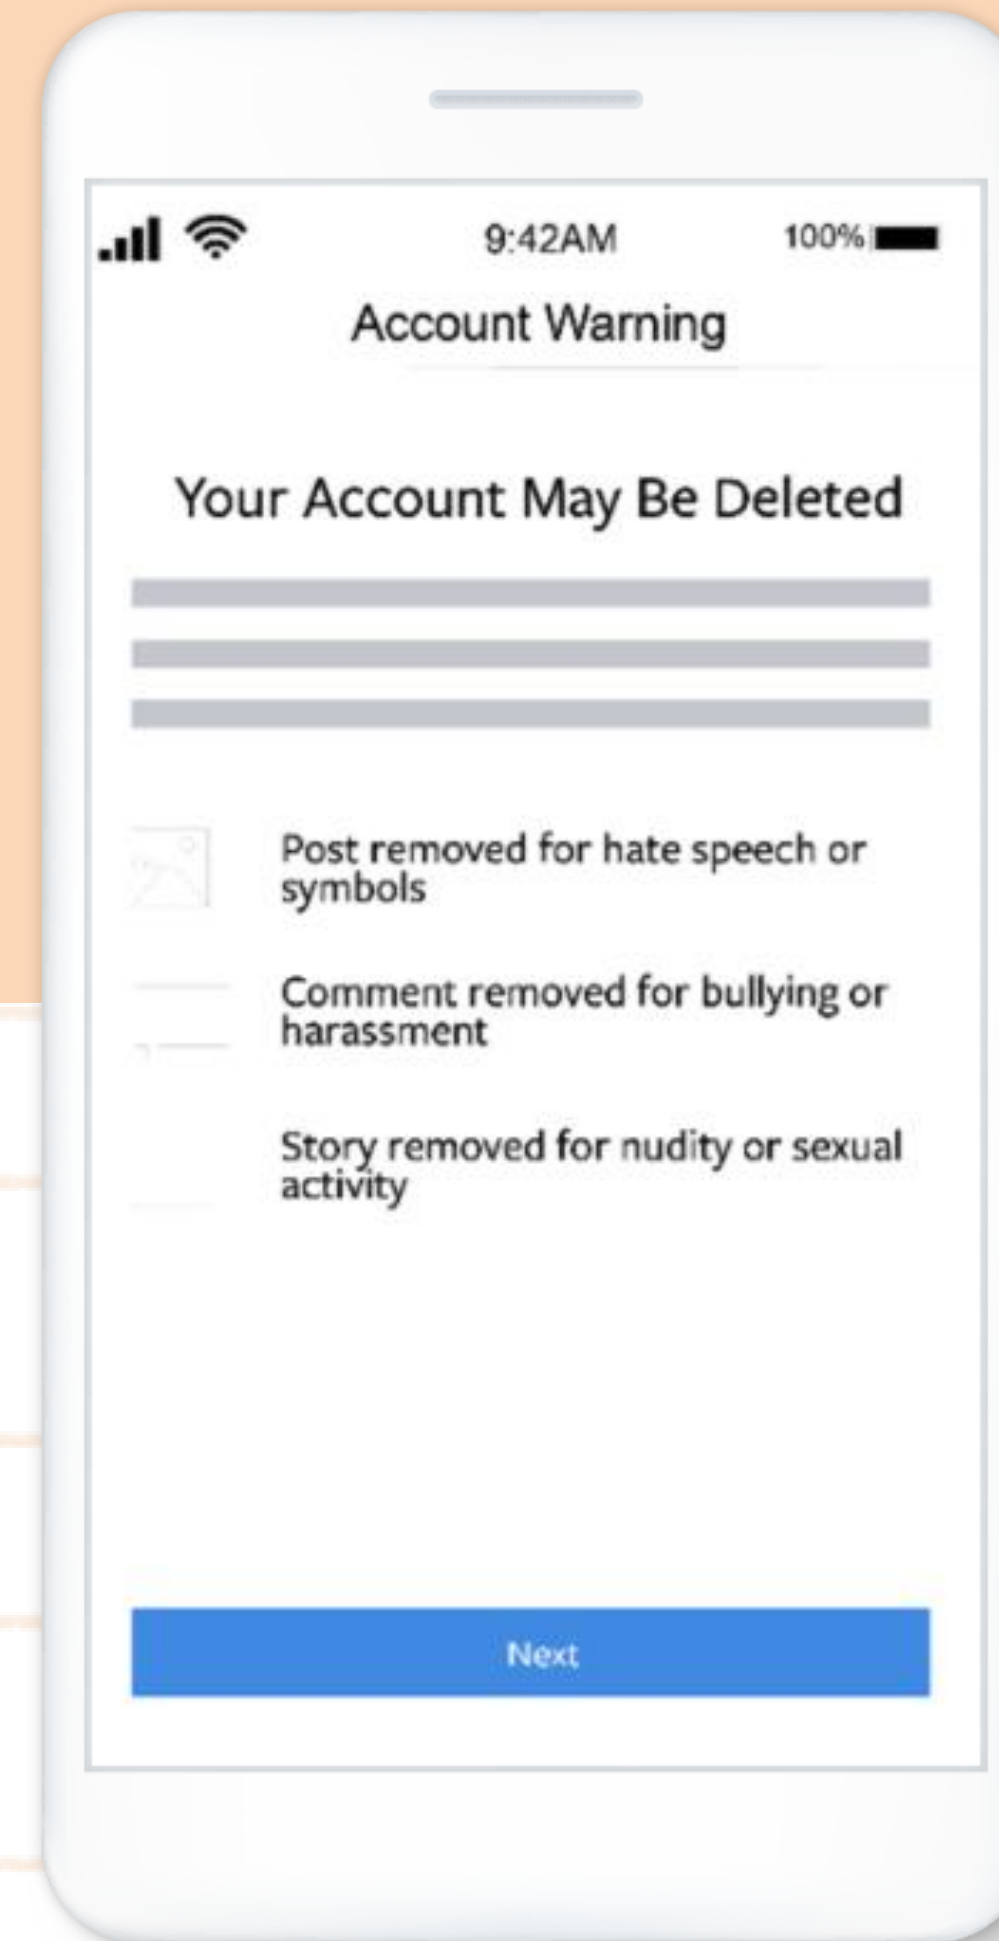 9:42AM 100%
Account Warning
Your Account May Be Deleted
Post removed for hate speech or
symbols
Comment removed for bullying or
harassment
Story removed for nudity or sexual
activity
Next